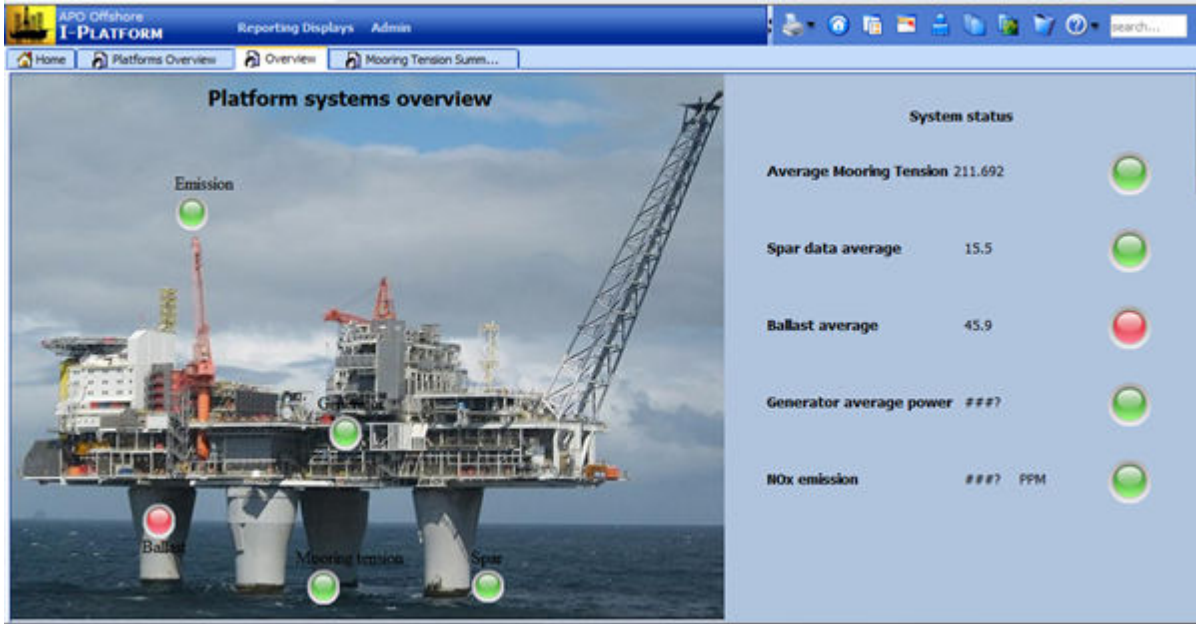 APO Offshore
I-PLATFORM
Reporting Displays Admin
search...
Home
Platforms Overview
Overview
Mooring Tension Summ...
Platform systems overview
Emission
Ballast
Mooring tension
Spar
System status
Average Mooring Tension 211.692
Spar data average 15.5
Ballast average 45.9
Generator average power ###?
NOx emission ###? PPM